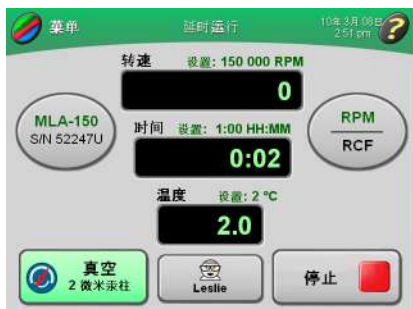 菜单 延时运行 10年3月08日
2:51 pm
转速 设置: 150 000 RPM
0
MLA-150
S/N 52247U
时间 设置: 1:00 HH:MM
0:02
RPM
RCF
温度 设置: 2 ºC
2.0
真空
2 微米汞柱
Leslie
停止